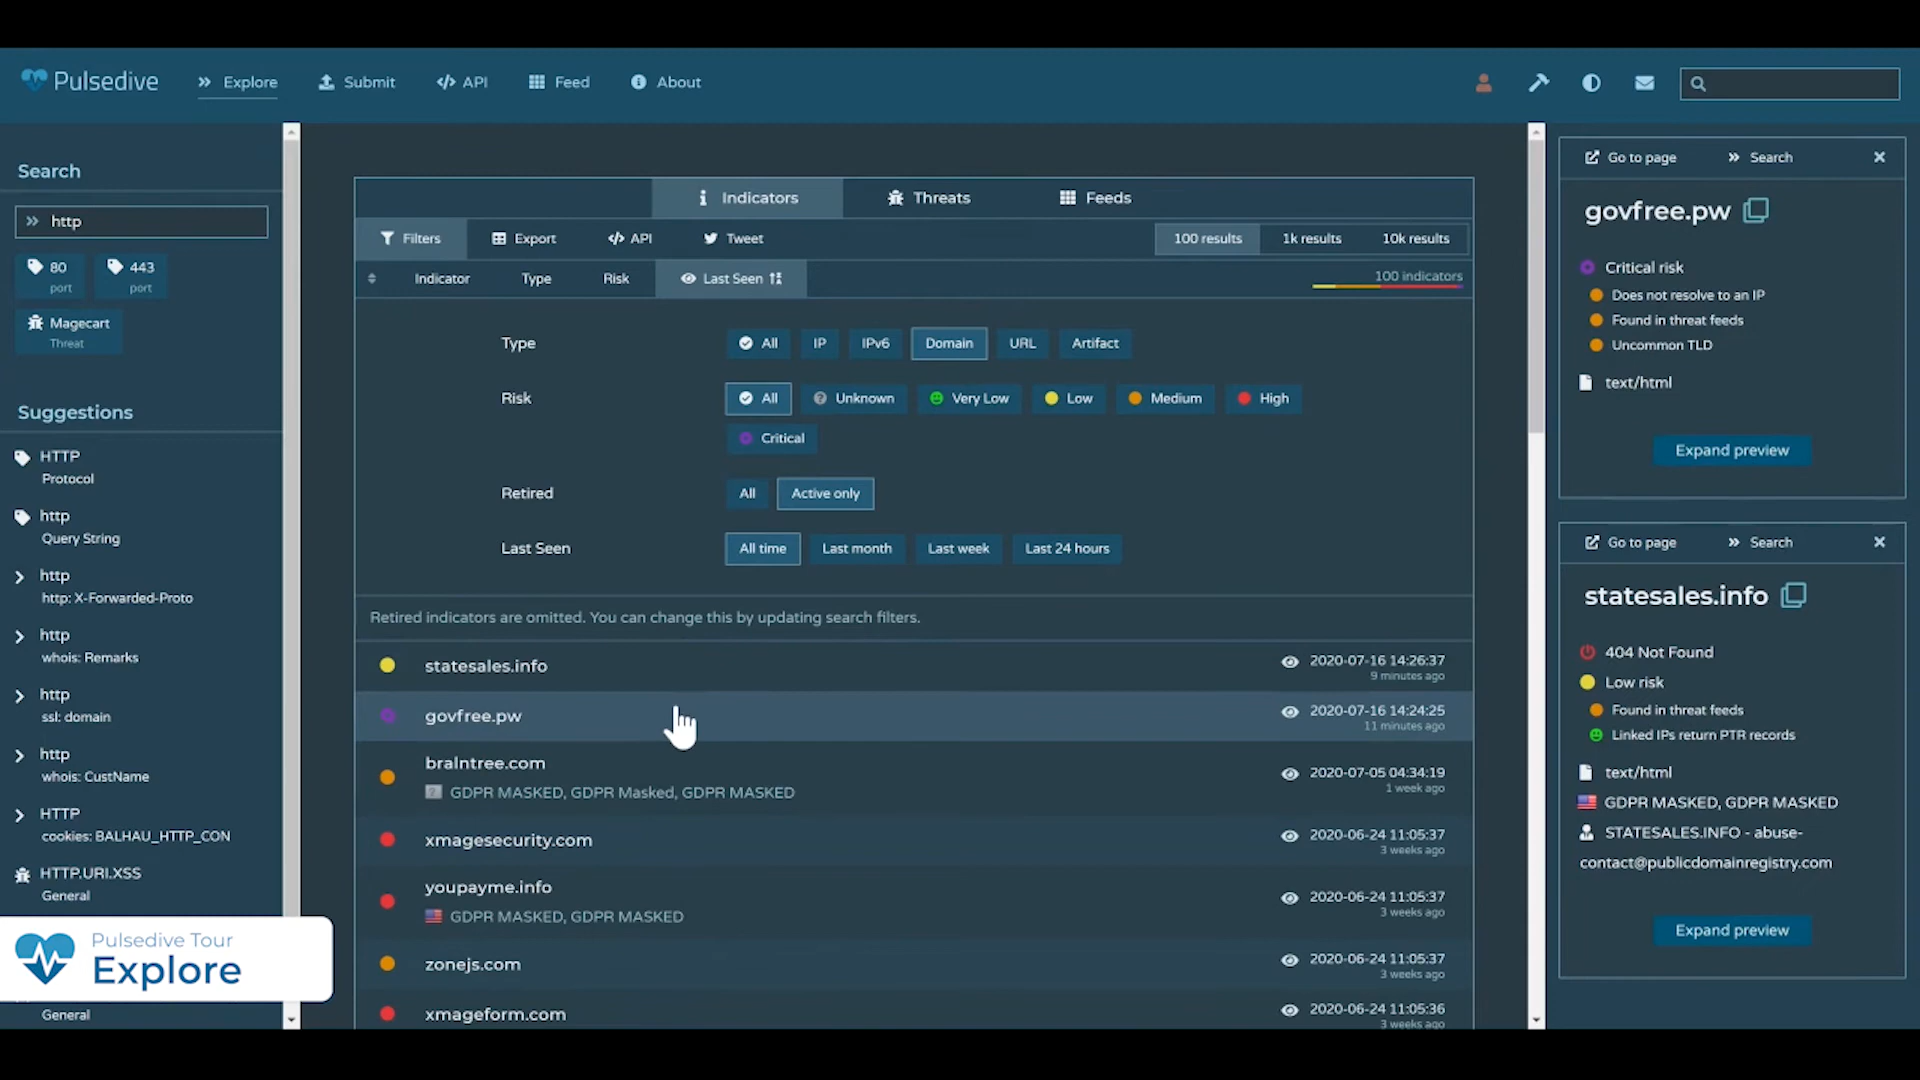 Pulsedive
Explore
Submit
API
Feed
About
Search
http
80
port
443
port
Magecart
Threat
Suggestions
HTTP
Protocol
http
Query String
http
http: X-Forwarded-Proto
http
whois: Remarks
http
ssl: domain
http
whois: CustName
HTTP
cookies: BALHAU_HTTP_CON
HTTP.URI.XSS
General
Pulsedive Tour
Explore
General
Indicators
Threats
Feeds
Filters
Export
API
Tweet
100 results
1k results
10k results
Indicator
Type
Risk
Last Seen
100 indicators
Type
All
IP
IPv6
Domain
URL
Artifact
Risk
All
Unknown
Very Low
Low
Medium
High
Critical
Retired
All
Active only
Last Seen
All time
Last month
Last week
Last 24 hours
Retired indicators are omitted. You can change this by updating search filters.
statesales.info
2020-07-16 14:26:37
9 minutes ago
govfree.pw
2020-07-16 14:24:25
11 minutes ago
bralntree.com
GDPR MASKED, GDPR Masked, GDPR MASKED
2020-07-05 04:34:19
1 week ago
xmagesecurity.com
2020-06-24 11:05:37
3 weeks ago
youpayme.info
GDPR MASKED, GDPR MASKED
2020-06-24 11:05:37
3 weeks ago
zonejs.com
2020-06-24 11:05:37
3 weeks ago
xmageform.com
2020-06-24 11:05:36
3 weeks ago
Go to page
Search
govfree.pw
Critical risk
Does not resolve to an IP
Found in threat feeds
Uncommon TLD
text/html
Expand preview
Go to page
Search
statesales.info
404 Not Found
Low risk
Found in threat feeds
Linked IPs return PTR records
text/html
GDPR MASKED, GDPR MASKED
STATESALES.INFO - abuse-
contact@publicdomainregistry.com
Expand preview